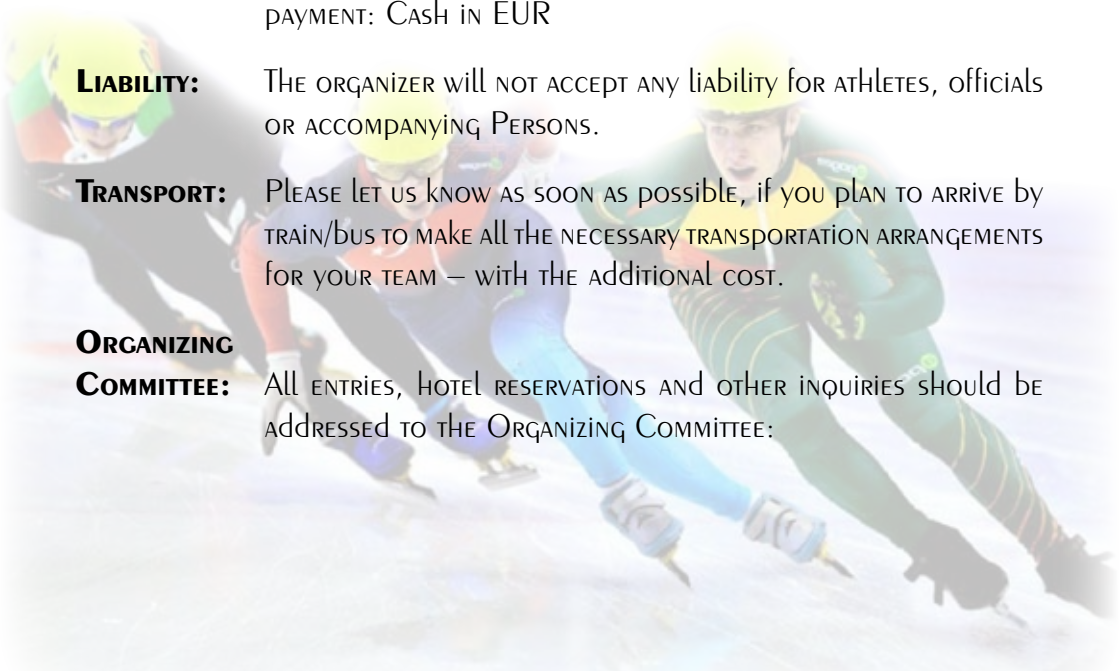 payment: Cash in EUR
Liability: The organizer will not accept any liability for athletes, officials
or accompanying Persons.
Transport: Please let us know as soon as possible, if you plan to arrive by
train/bus to make all the necessary transportation arrangements
for your team – with the additional cost.
Organizing
Committee: All entries, hotel reservations and other inquiries should be
addressed to the Organizing Committee: